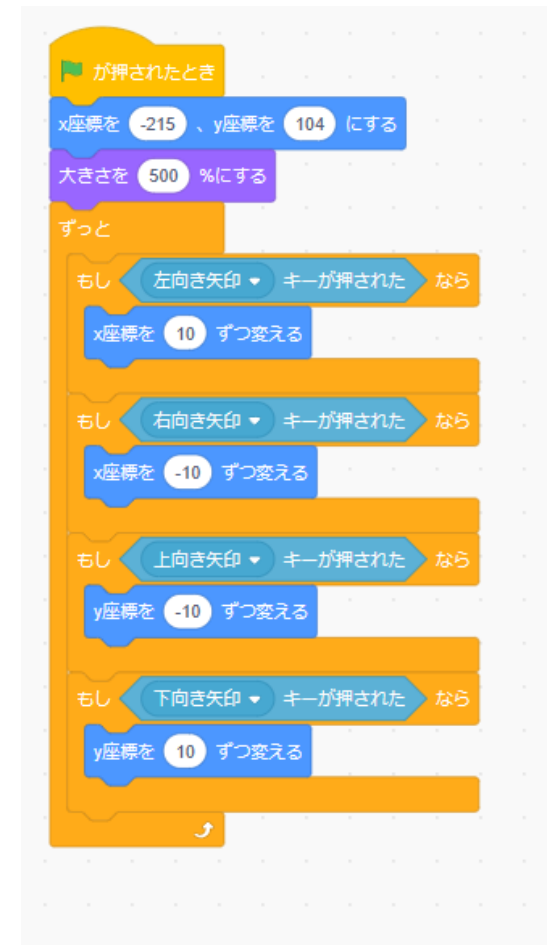 が押されたとき
x座標を -215 、y座標を 104 にする
大きさを 500 %にする
ずっと
もし 左向き矢印 キーが押された なら
x座標を 10 ずつ変える
もし 右向き矢印 キーが押された なら
x座標を -10 ずつ変える
もし 上向き矢印 キーが押された なら
y座標を -10 ずつ変える
もし 下向き矢印 キーが押された なら
y座標を 10 ずつ変える